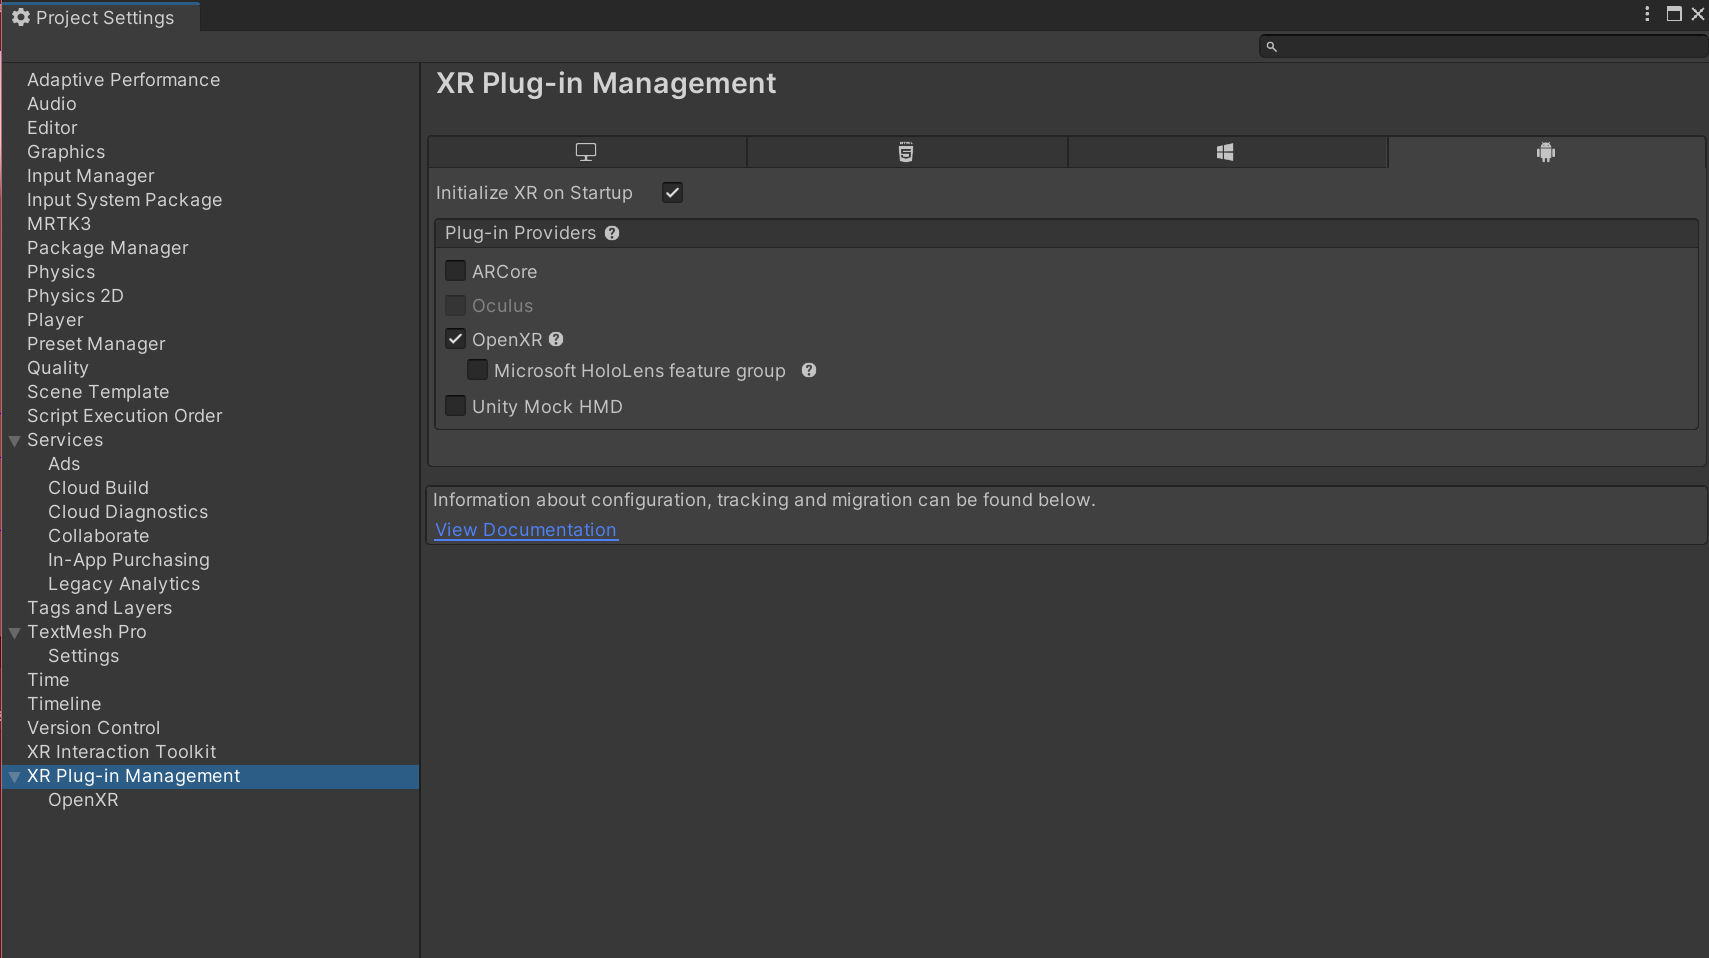 Project Settings
Adaptive Performance
Audio
Editor
Graphics
Input Manager
Input System Package
MRTK3
Package Manager
Physics
Physics 2D
Player
Preset Manager
Quality
Scene Template
Script Execution Order
Services
Ads
Cloud Build
Cloud Diagnostics
Collaborate
In-App Purchasing
Legacy Analytics
Tags and Layers
TextMesh Pro
Settings
Time
Timeline
Version Control
XR Interaction Toolkit
XR Plug-in Management
OpenXR
XR Plug-in Management
Initialize XR on Startup
Plug-in Providers
ARCore
Oculus
OpenXR
Microsoft HoloLens feature group
Unity Mock HMD
Information about configuration, tracking and migration can be found below.
View Documentation